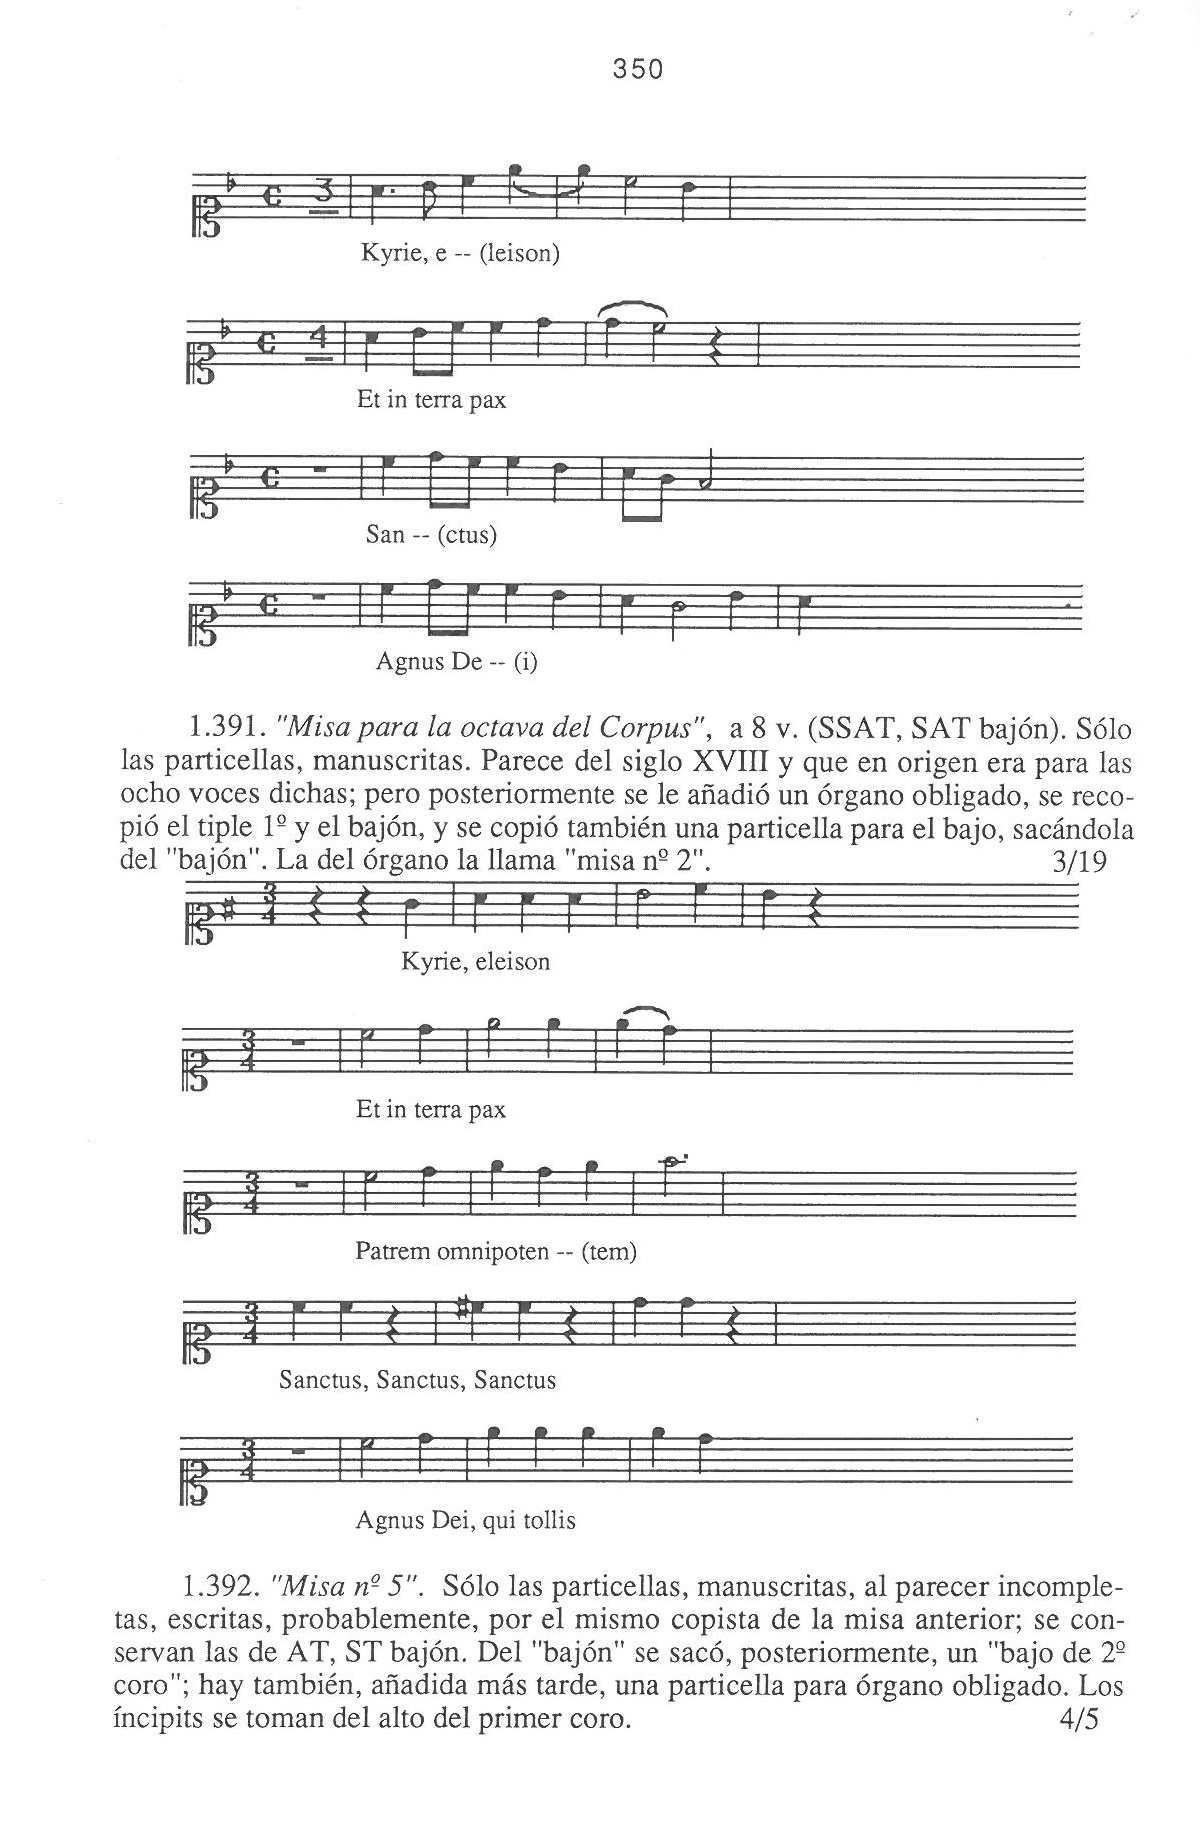 350
Kyrie, e -- (leison)
Et in terra pax
San -- (ctus)
Agnus De -- (i)
1.391. "Misa para la octava del Corpus", a 8 v. (SSAT, SAT bajón). Sólo
las particellas, manuscritas. Parece del siglo XVIII y que en origen era para las
ocho voces dichas; pero posteriormente se le añadió un órgano obligado, se reco-
pió el tiple 1º y el bajón, y se copió también una particella para el bajo, sacándola
del "bajón". La del órgano la llama "misa nº 2". 3/19
Kyrie, eleison
Et in terra pax
Patrem omnipoten -- (tem)
Sanctus, Sanctus, Sanctus
Agnus Dei, qui tollis
1.392. "Misa nº 5". Sólo las particellas, manuscritas, al parecer incomple-
tas, escritas, probablemente, por el mismo copista de la misa anterior; se con-
servan las de AT, ST bajón. Del "bajón" se sacó, posteriormente, un "bajo de 2º
coro"; hay también, añadida más tarde, una particella para órgano obligado. Los
íncipits se toman del alto del primer coro. 4/5